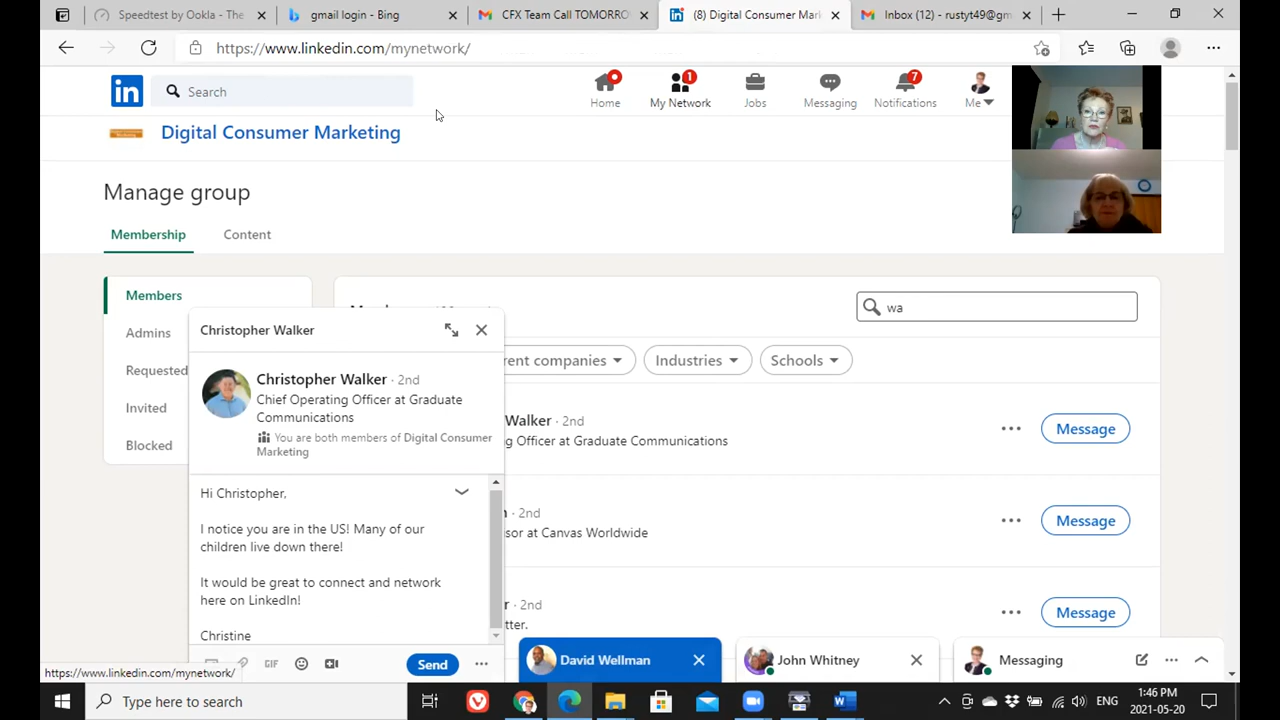 Speedtest by Ookla - The
gmail login - Bing
CFX Team Call TOMORRO
(8) Digital Consumer Mark
Inbox (12) - rustyt49@gm
https://www.linkedin.com/mynetwork/
in
Search
Home
1
My Network
Jobs
Messaging
7
Notifications
Me
Digital Consumer Marketing
Manage group
Membership
Content
Members
Admins
Requested
Invited
Blocked
wa
rent companies
Industries
Schools
Walker · 2nd
g Officer at Graduate Communications
Message
· 2nd
sor at Canvas Worldwide
Message
r · 2nd
tter.
Message
Christopher Walker
Christopher Walker · 2nd
Chief Operating Officer at Graduate
Communications
You are both members of Digital Consumer
Marketing
Hi Christopher,
I notice you are in the US! Many of our
children live down there!
It would be great to connect and network
here on LinkedIn!
Christine
GIF
Send
David Wellman
John Whitney
Messaging
https://www.linkedin.com/mynetwork/
Type here to search
ENG
1:46 PM
2021-05-20